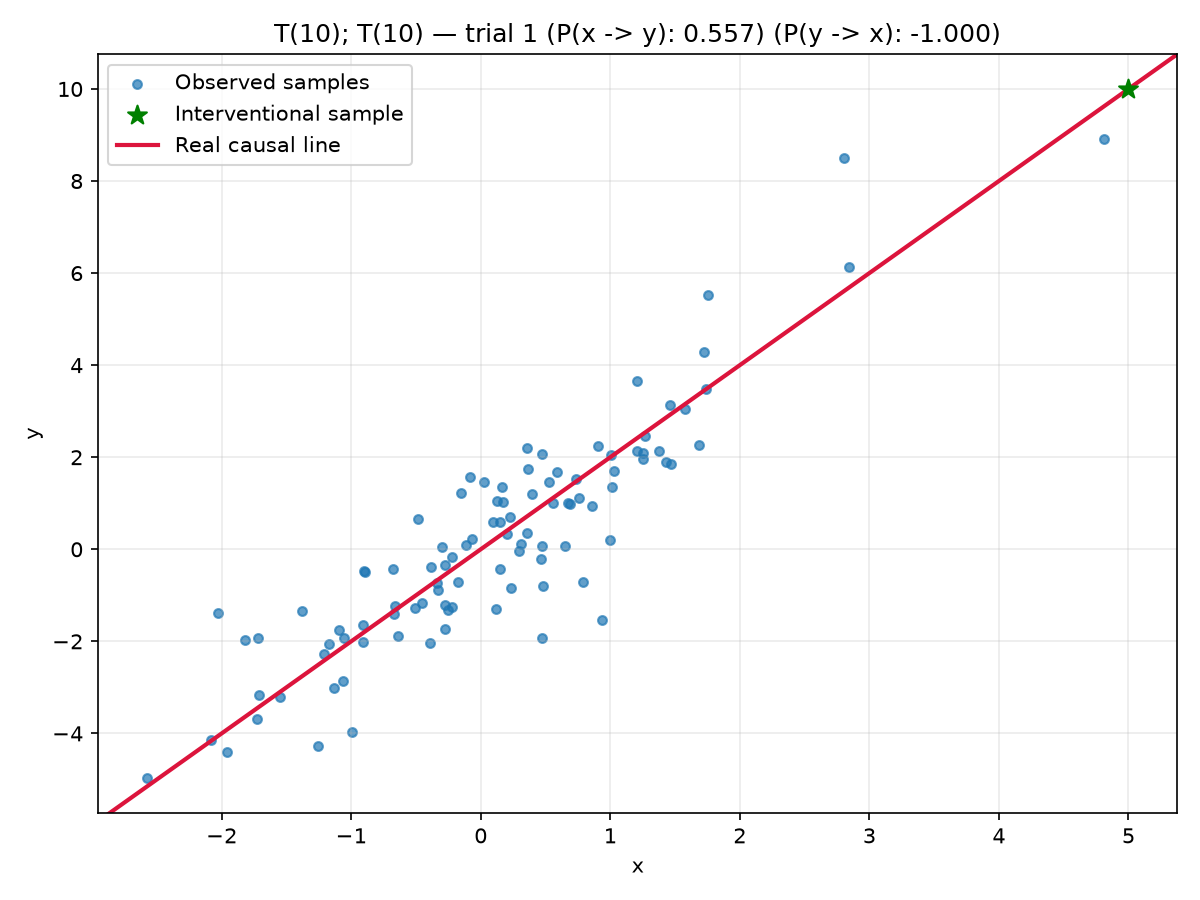 T(10); T(10) — trial 1 (P(x -> y): 0.557) (P(y -> x): -1.000)
Observed samples
Interventional sample
Real causal line
10
8
6
4
2
0
−2
−4
y
−2 −1 0 1 2 3 4 5
x